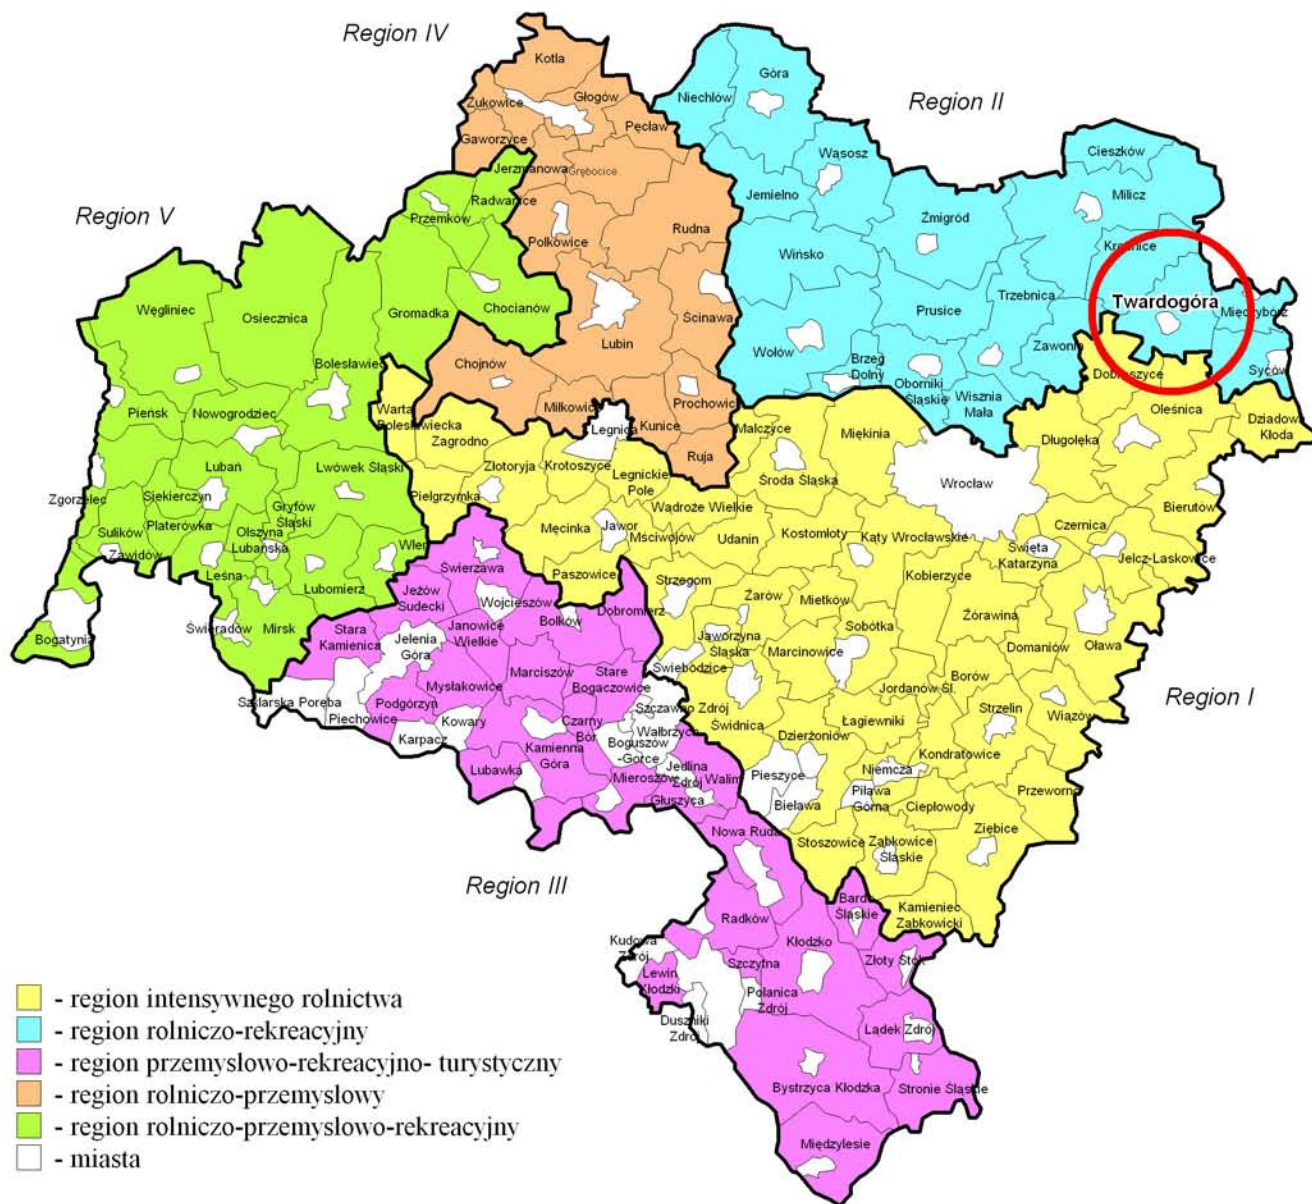 Region IV
Kotla
Góra
Głogów
Niechlów
Żukowice
Region II
Pęcław
Gaworzyce
Wąsosz
Cieszków
Jerzmanowa
Grębocice
Jemielno
Milicz
Radwanice
Region V
Przemków
Żmigród
Rudna
Polkowice
Krośnice
Wińsko
Trzebnica
Twardogóra
Węgliniec
Osiecznica
Gromadka
Chocianów
Prusice
Międzybórz
Ścinawa
Lubin
Zawonia
Bolesławiec
Chojnów
Wołów
Brzeg
Dolny
Oborniki
Śląskie
Wisznia
Mała
Dobroszyce
Syców
Pieńsk
Nowogrodziec
Miłkowice
Prochowice
Oleśnica
Warta
Bolesławiecka
Zagrodno
Legnica
Kunice
Malczyce
Miękinia
Długołęka
Dziadowa
Kłoda
Lubań
Lwówek Śląski
Złotoryja
Krotoszyce
Ruja
Legnickie
Pole
Środa Śląska
Wrocław
Zgorzelec
Siekierczyn
Gryfów
Śląski
Pielgrzymka
Wądroże Wielkie
Bierutów
Sulików
Platerówka
Olszyna
Lubańska
Męcinka
Jawor
Mściwojów
Udanin
Kostomłoty
Kąty Wrocławskie
Czernica
Zawidów
Wleń
Święta
Katarzyna
Jelcz-Laskowice
Leśna
Lubomierz
Świerzawa
Paszowice
Strzegom
Kobierzyce
Jeżów
Sudecki
Wojcieszów
Dobromierz
Żarów
Mietków
Żórawina
Bogatynia
Świeradów
Mirsk
Stara
Kamienica
Jelenia
Góra
Janowice
Wielkie
Bolków
Jaworzyna
Śląska
Marcinowice
Sobótka
Domaniów
Oława
Świebodzice
Marciszów
Stare
Bogaczowice
Borów
Mysłakowice
Jordanów Śl.
Region I
Szklarska Poręba
Piechowice
Podgórzyn
Szczawno Zdrój
Świdnica
Łagiewniki
Strzelin
Wiązów
Kowary
Karpacz
Czarny
Bór
Wałbrzych
Dzierżoniów
Kamienna
Góra
Boguszów
-Gorce
Kondratowice
Lubawka
Mieroszów
Jedlina
Zdrój
Walim
Pieszyce
Niemcza
Głuszyca
Bielawa
Piława
Górna
Ciepłowody
Przeworno
Nowa Ruda
Stoszowice
Ząbkowice
Śląskie
Ziębice
Region III
Bardo
Śląskie
Kamieniec
Ząbkowicki
Radków
Kudowa
Zdrój
Kłodzko
Złoty Stok
Lewin
Kłodzki
Szczytna
Polanica
Zdrój
Duszniki
Zdrój
Lądek Zdrój
Bystrzyca Kłodzka
Stronie Śląskie
Międzylesie
- region intensywnego rolnictwa
- region rolniczo-rekreacyjny
- region przemysłowo-rekreacyjno- turystyczny
- region rolniczo-przemysłowy
- region rolniczo-przemysłowo-rekreacyjny
- miasta